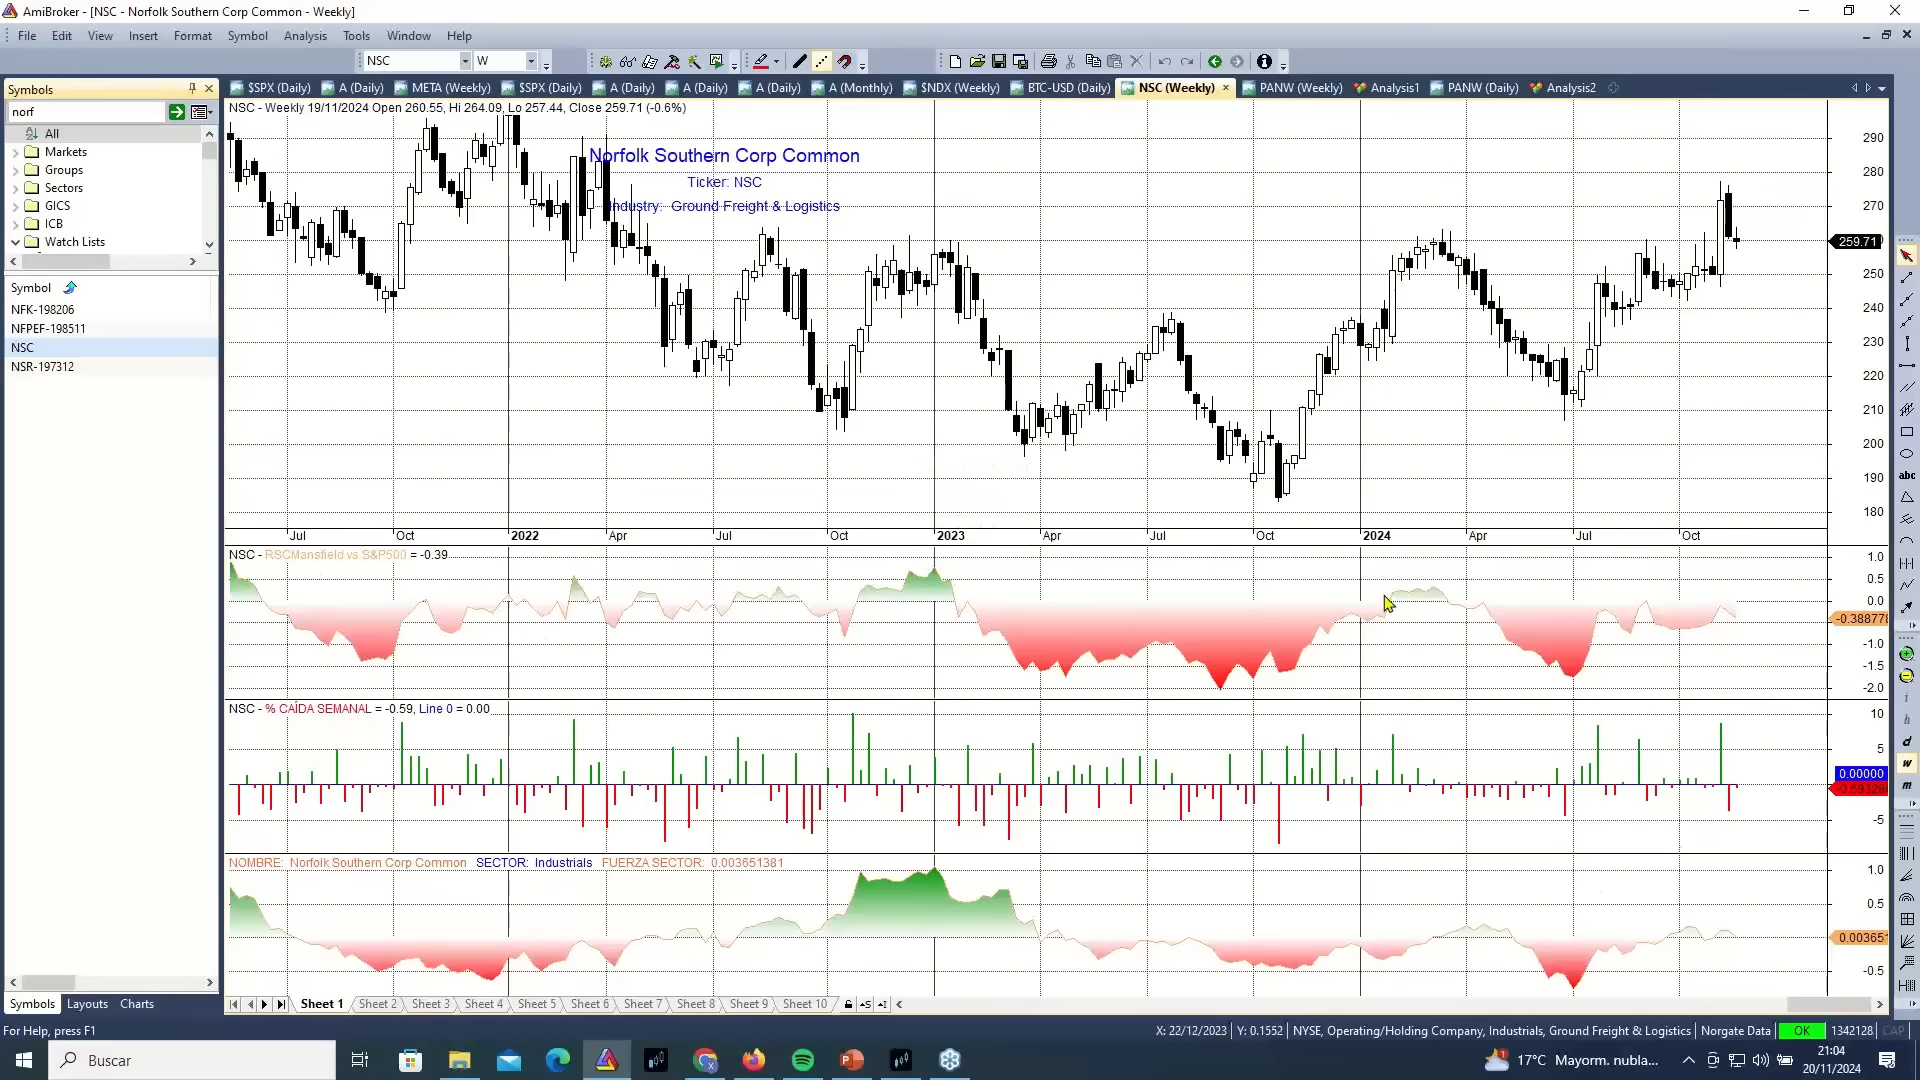 AmiBroker - [NSC - Norfolk Southern Corp Common - Weekly]
File Edit View Insert Format Symbol Analysis Tools Window Help
NSC W
Symbols
$SPX (Daily) A (Daily) META (Weekly) $SPX (Daily) A (Daily) A (Daily) A (Daily) A (Monthly) $NDX (Weekly) BTC-USD (Daily) NSC (Weekly) PANW (Weekly) Analysis1 PANW (Daily) Analysis2
norf
All
Markets
Groups
Sectors
GICS
ICB
Watch Lists
Symbol
NFK-198206
NFPEF-198511
NSC
NSR-197312
NSC - Weekly 19/11/2024 Open 260.55, Hi 264.09, Lo 257.44, Close 259.71 (-0.6%)
Norfolk Southern Corp Common
Ticker: NSC
Industry: Ground Freight & Logistics
290
280
270
259.71
250
240
230
220
210
200
190
180
Jul Oct 2022 Apr Jul Oct 2023 Apr Jul Oct 2024 Apr Jul Oct
NSC - RSCMansfield vs S&P500 = -0.39
1.0
0.5
0.0
-0.388778
-1.0
-1.5
-2.0
NSC - % CAÍDA SEMANAL = -0.59, Line 0 = 0.00
10
5
0.00000
-5
NOMBRE: Norfolk Southern Corp Common SECTOR: Industrials FUERZA SECTOR: 0.003651381
1.0
0.5
0.00365
-0.5
abc
i
h
d
w
m
Symbols Layouts Charts
Sheet 1 Sheet 2 Sheet 3 Sheet 4 Sheet 5 Sheet 6 Sheet 7 Sheet 8 Sheet 9 Sheet 10
For Help, press F1
X: 22/12/2023 Y: 0.1552 NYSE, Operating/Holding Company, Industrials, Ground Freight & Logistics Norgate Data OK 1342128 CAP
Buscar
17°C Mayorm. nubla...
21:04
20/11/2024